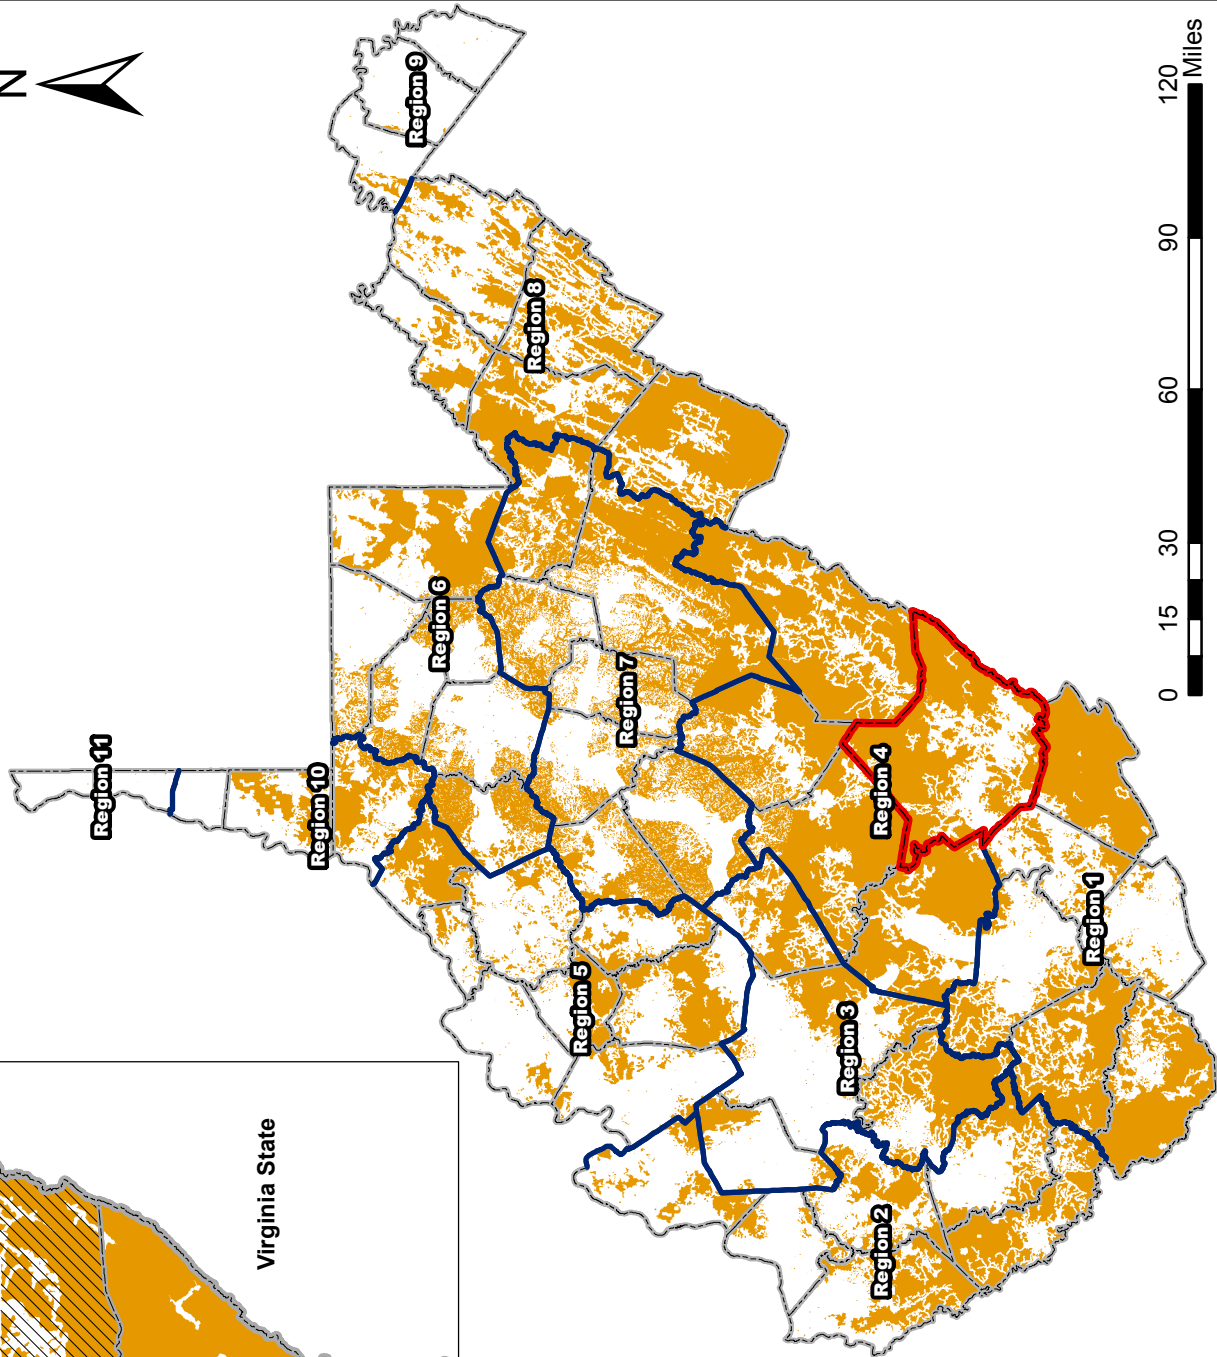 N
Region 9
Region 8
Region 6
Region 7
Region 11
Region 10
Region 4
Region 5
Region 3
Region 1
Region 2
Virginia State
0 15 30 60 90 120
Miles